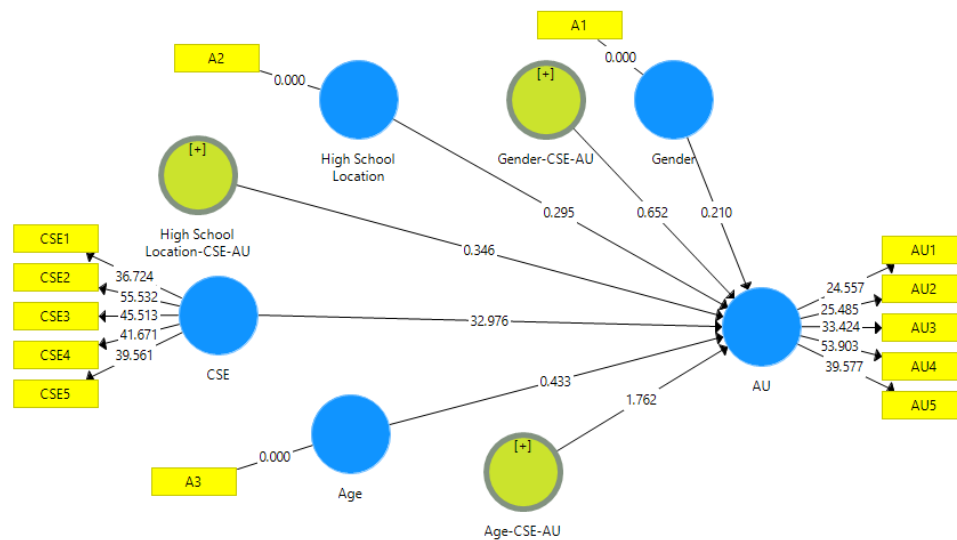 A1
A2
0.000
0.000
[+]
High School
Location
Gender-CSE-AU
Gender
[+]
High School
Location-CSE-AU
0.295
0.652
0.210
0.346
CSE1
CSE2
CSE3
CSE4
CSE5
36.724
55.532
45.513
41.671
39.561
CSE
32.976
AU
24.557
25.485
33.424
53.903
39.577
AU1
AU2
AU3
AU4
AU5
0.433
1.762
A3
0.000
Age
[+]
Age-CSE-AU